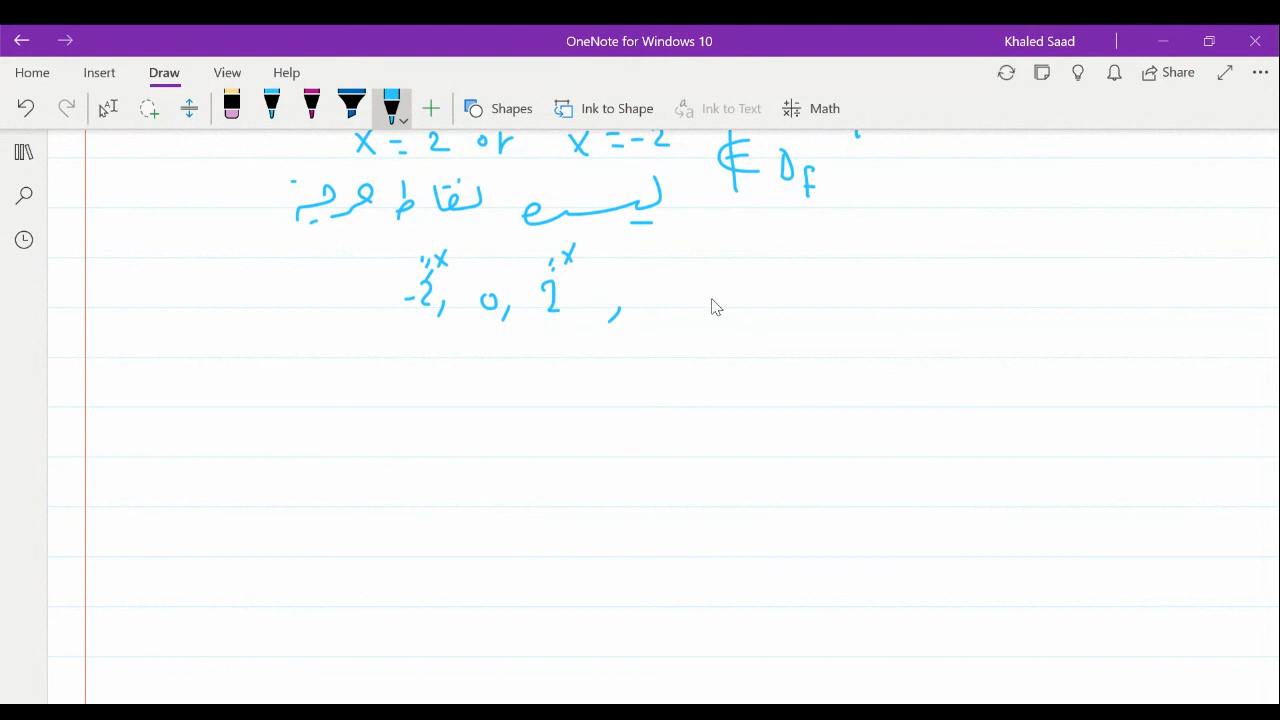 OneNote for Windows 10
Khaled Saad
Home Insert Draw View Help
Share
Shapes Ink to Shape Ink to Text Math
x = 2 or x = -2 ∉ Df
ليست نقاط حرجة
x x
-2, 0, 2 ,